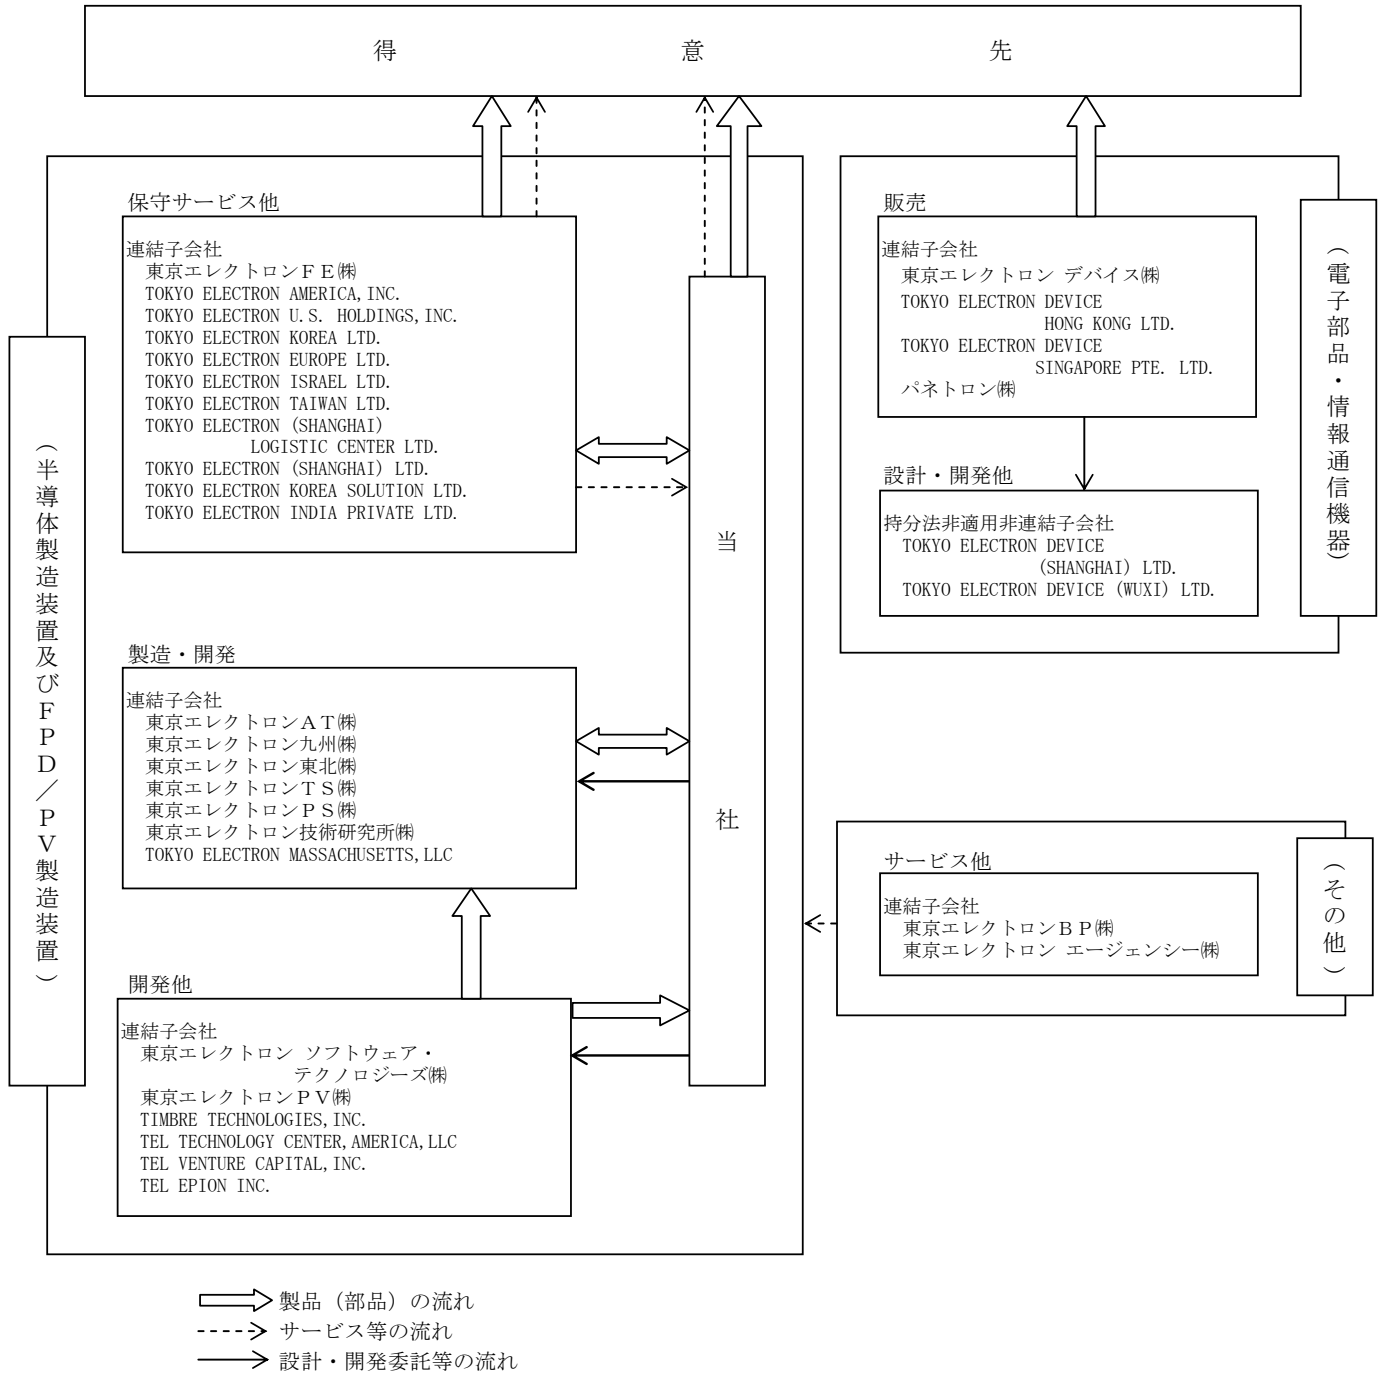 得意先
保守サービス他
連結子会社
東京エレクトロンＦＥ㈱
TOKYO ELECTRON AMERICA,INC.
TOKYO ELECTRON U.S. HOLDINGS,INC.
TOKYO ELECTRON KOREA LTD.
TOKYO ELECTRON EUROPE LTD.
TOKYO ELECTRON ISRAEL LTD.
TOKYO ELECTRON TAIWAN LTD.
TOKYO ELECTRON (SHANGHAI)
LOGISTIC CENTER LTD.
TOKYO ELECTRON (SHANGHAI) LTD.
TOKYO ELECTRON KOREA SOLUTION LTD.
TOKYO ELECTRON INDIA PRIVATE LTD.
製造・開発
連結子会社
東京エレクトロンＡＴ㈱
東京エレクトロン九州㈱
東京エレクトロン東北㈱
東京エレクトロンＴＳ㈱
東京エレクトロンＰＳ㈱
東京エレクトロン技術研究所㈱
TOKYO ELECTRON MASSACHUSETTS,LLC
開発他
連結子会社
東京エレクトロン ソフトウェア・
テクノロジーズ㈱
東京エレクトロンＰＶ㈱
TIMBRE TECHNOLOGIES,INC.
TEL TECHNOLOGY CENTER,AMERICA,LLC
TEL VENTURE CAPITAL,INC.
TEL EPION INC.
（半導体製造装置及びＦＰＤ／ＰＶ製造装置）
当社
販売
連結子会社
東京エレクトロン デバイス㈱
TOKYO ELECTRON DEVICE
HONG KONG LTD.
TOKYO ELECTRON DEVICE
SINGAPORE PTE. LTD.
パネトロン㈱
設計・開発他
持分法非適用非連結子会社
TOKYO ELECTRON DEVICE
(SHANGHAI) LTD.
TOKYO ELECTRON DEVICE (WUXI) LTD.
（電子部品・情報通信機器）
サービス他
連結子会社
東京エレクトロンＢＰ㈱
東京エレクトロン エージェンシー㈱
（その他）
製品（部品）の流れ
サービス等の流れ
設計・開発委託等の流れ